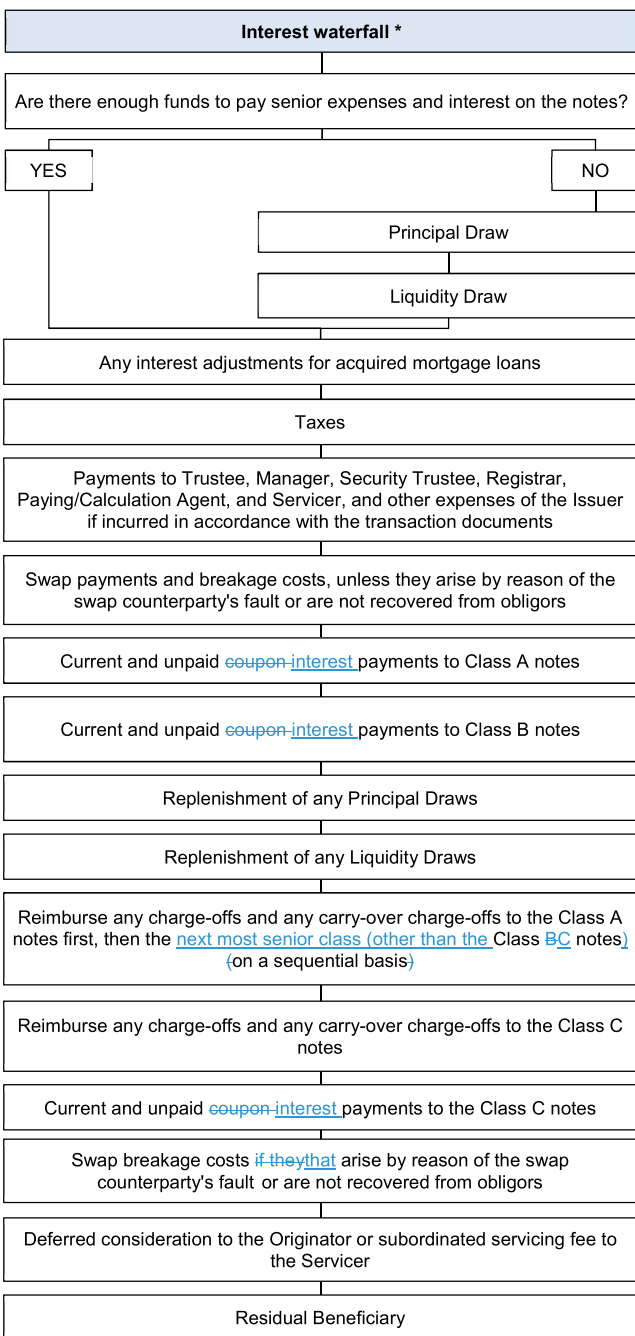 Interest waterfall *
Are there enough funds to pay senior expenses and interest on the notes?
YES
NO
Principal Draw
Liquidity Draw
Any interest adjustments for acquired mortgage loans
Taxes
Payments to Trustee, Manager, Security Trustee, Registrar,
Paying/Calculation Agent, and Servicer, and other expenses of the Issuer
if incurred in accordance with the transaction documents
Swap payments and breakage costs, unless they arise by reason of the
swap counterparty's fault or are not recovered from obligors
Current and unpaid coupon interest payments to Class A notes
Current and unpaid coupon interest payments to Class B notes
Replenishment of any Principal Draws
Replenishment of any Liquidity Draws
Reimburse any charge-offs and any carry-over charge-offs to the Class A
notes first, then the next most senior class (other than the Class BC notes)
(on a sequential basis)
Reimburse any charge-offs and any carry-over charge-offs to the Class C
notes
Current and unpaid coupon interest payments to the Class C notes
Swap breakage costs if theythat arise by reason of the swap
counterparty's fault or are not recovered from obligors
Deferred consideration to the Originator or subordinated servicing fee to
the Servicer
Residual Beneficiary